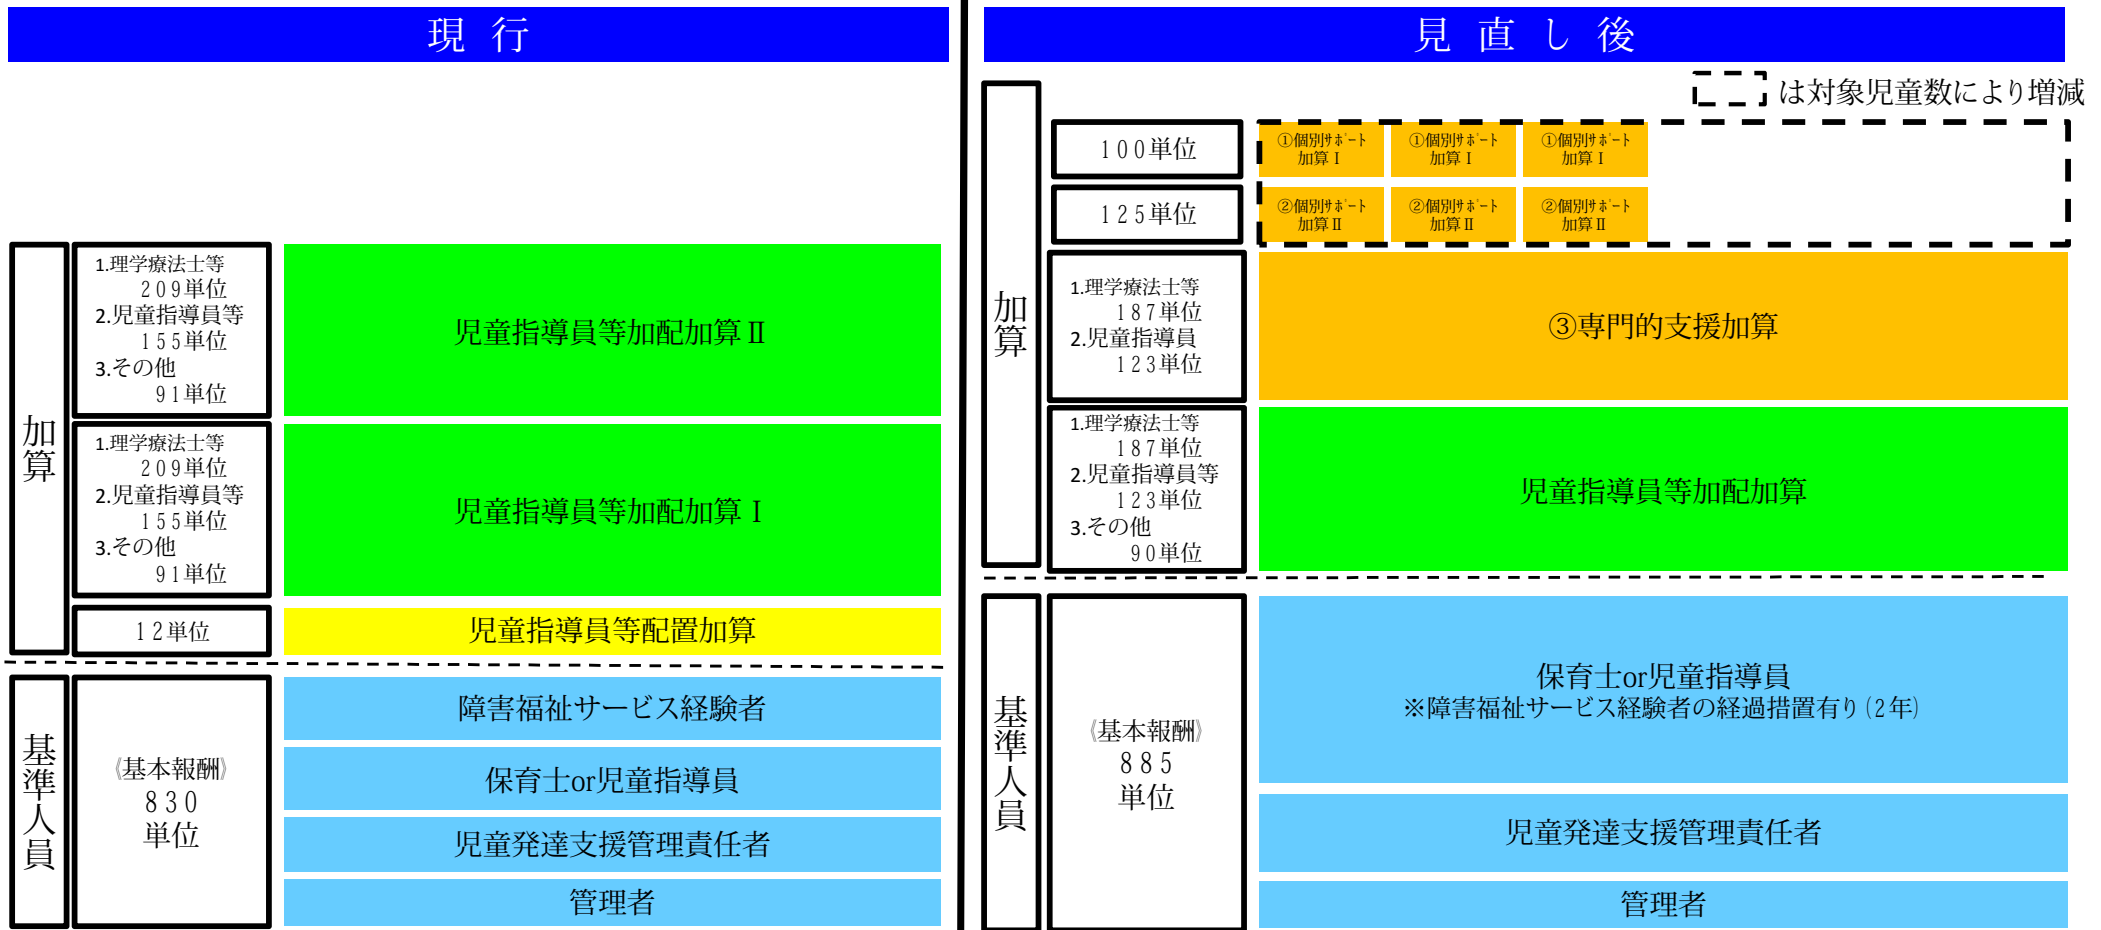 現行
加算
1.理学療法士等
209単位
2.児童指導員等
155単位
3.その他
91単位
児童指導員等加配加算Ⅱ
1.理学療法士等
209単位
2.児童指導員等
155単位
3.その他
91単位
児童指導員等加配加算Ⅰ
12単位
児童指導員等配置加算
基準人員
《基本報酬》
830
単位
障害福祉サービス経験者
保育士or児童指導員
児童発達支援管理責任者
管理者
見直し後
は対象児童数により増減
加算
100単位
①個別ｻﾎﾟｰﾄ
加算Ⅰ
①個別ｻﾎﾟｰﾄ
加算Ⅰ
①個別ｻﾎﾟｰﾄ
加算Ⅰ
125単位
②個別ｻﾎﾟｰﾄ
加算Ⅱ
②個別ｻﾎﾟｰﾄ
加算Ⅱ
②個別ｻﾎﾟｰﾄ
加算Ⅱ
1.理学療法士等
187単位
2.児童指導員
123単位
③専門的支援加算
1.理学療法士等
187単位
2.児童指導員等
123単位
3.その他
90単位
児童指導員等加配加算
基準人員
《基本報酬》
885
単位
保育士or児童指導員
※障害福祉サービス経験者の経過措置有り(2年)
児童発達支援管理責任者
管理者